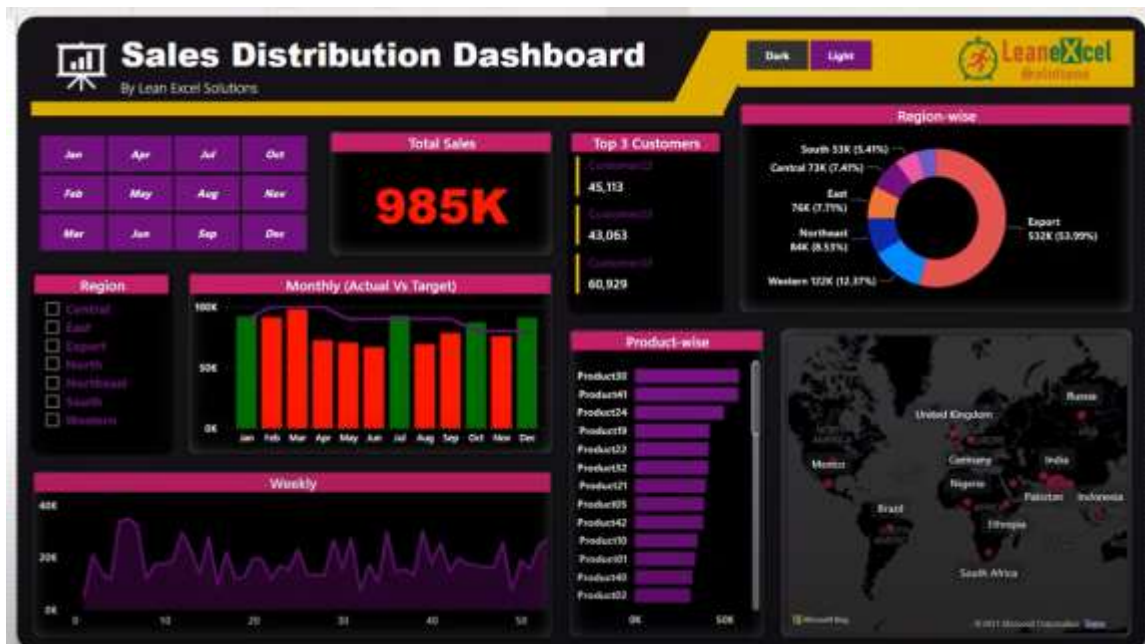 Sales Distribution Dashboard
By Lean Excel Solutions
Dark
Light
LeaneXcel
Solutions
Jan Apr Jul Oct
Feb May Aug Nov
Mar Jun Sep Dec
Total Sales
985K
Top 3 Customers
45,113
43,063
60,929
Region-wise
South 53K (5.41%)
Central 73K (7.41%)
East
76K (7.71%)
Northeast
84K (8.53%)
Western 122K (12.37%)
Export
532K (53.99%)
Region
Central
East
Export
North
Northeast
South
Western
Monthly (Actual Vs Target)
100K
50K
0K
Jan Feb Mar Apr May Jun Jul Aug Sep Oct Nov Dec
Product-wise
Product30
Product41
Product24
Product19
Product22
Product32
Product21
Product05
Product42
Product10
Product01
Product40
Product02
0K 50K
Weekly
40K
20K
0K
0 10 20 30 40 50
Russia
United Kingdom
Germany
India
Mexico
Nigeria
Pakistan
Indonesia
Brazil
Ethiopia
South Africa
Microsoft Bing
© 2021 Microsoft Corporation Terms